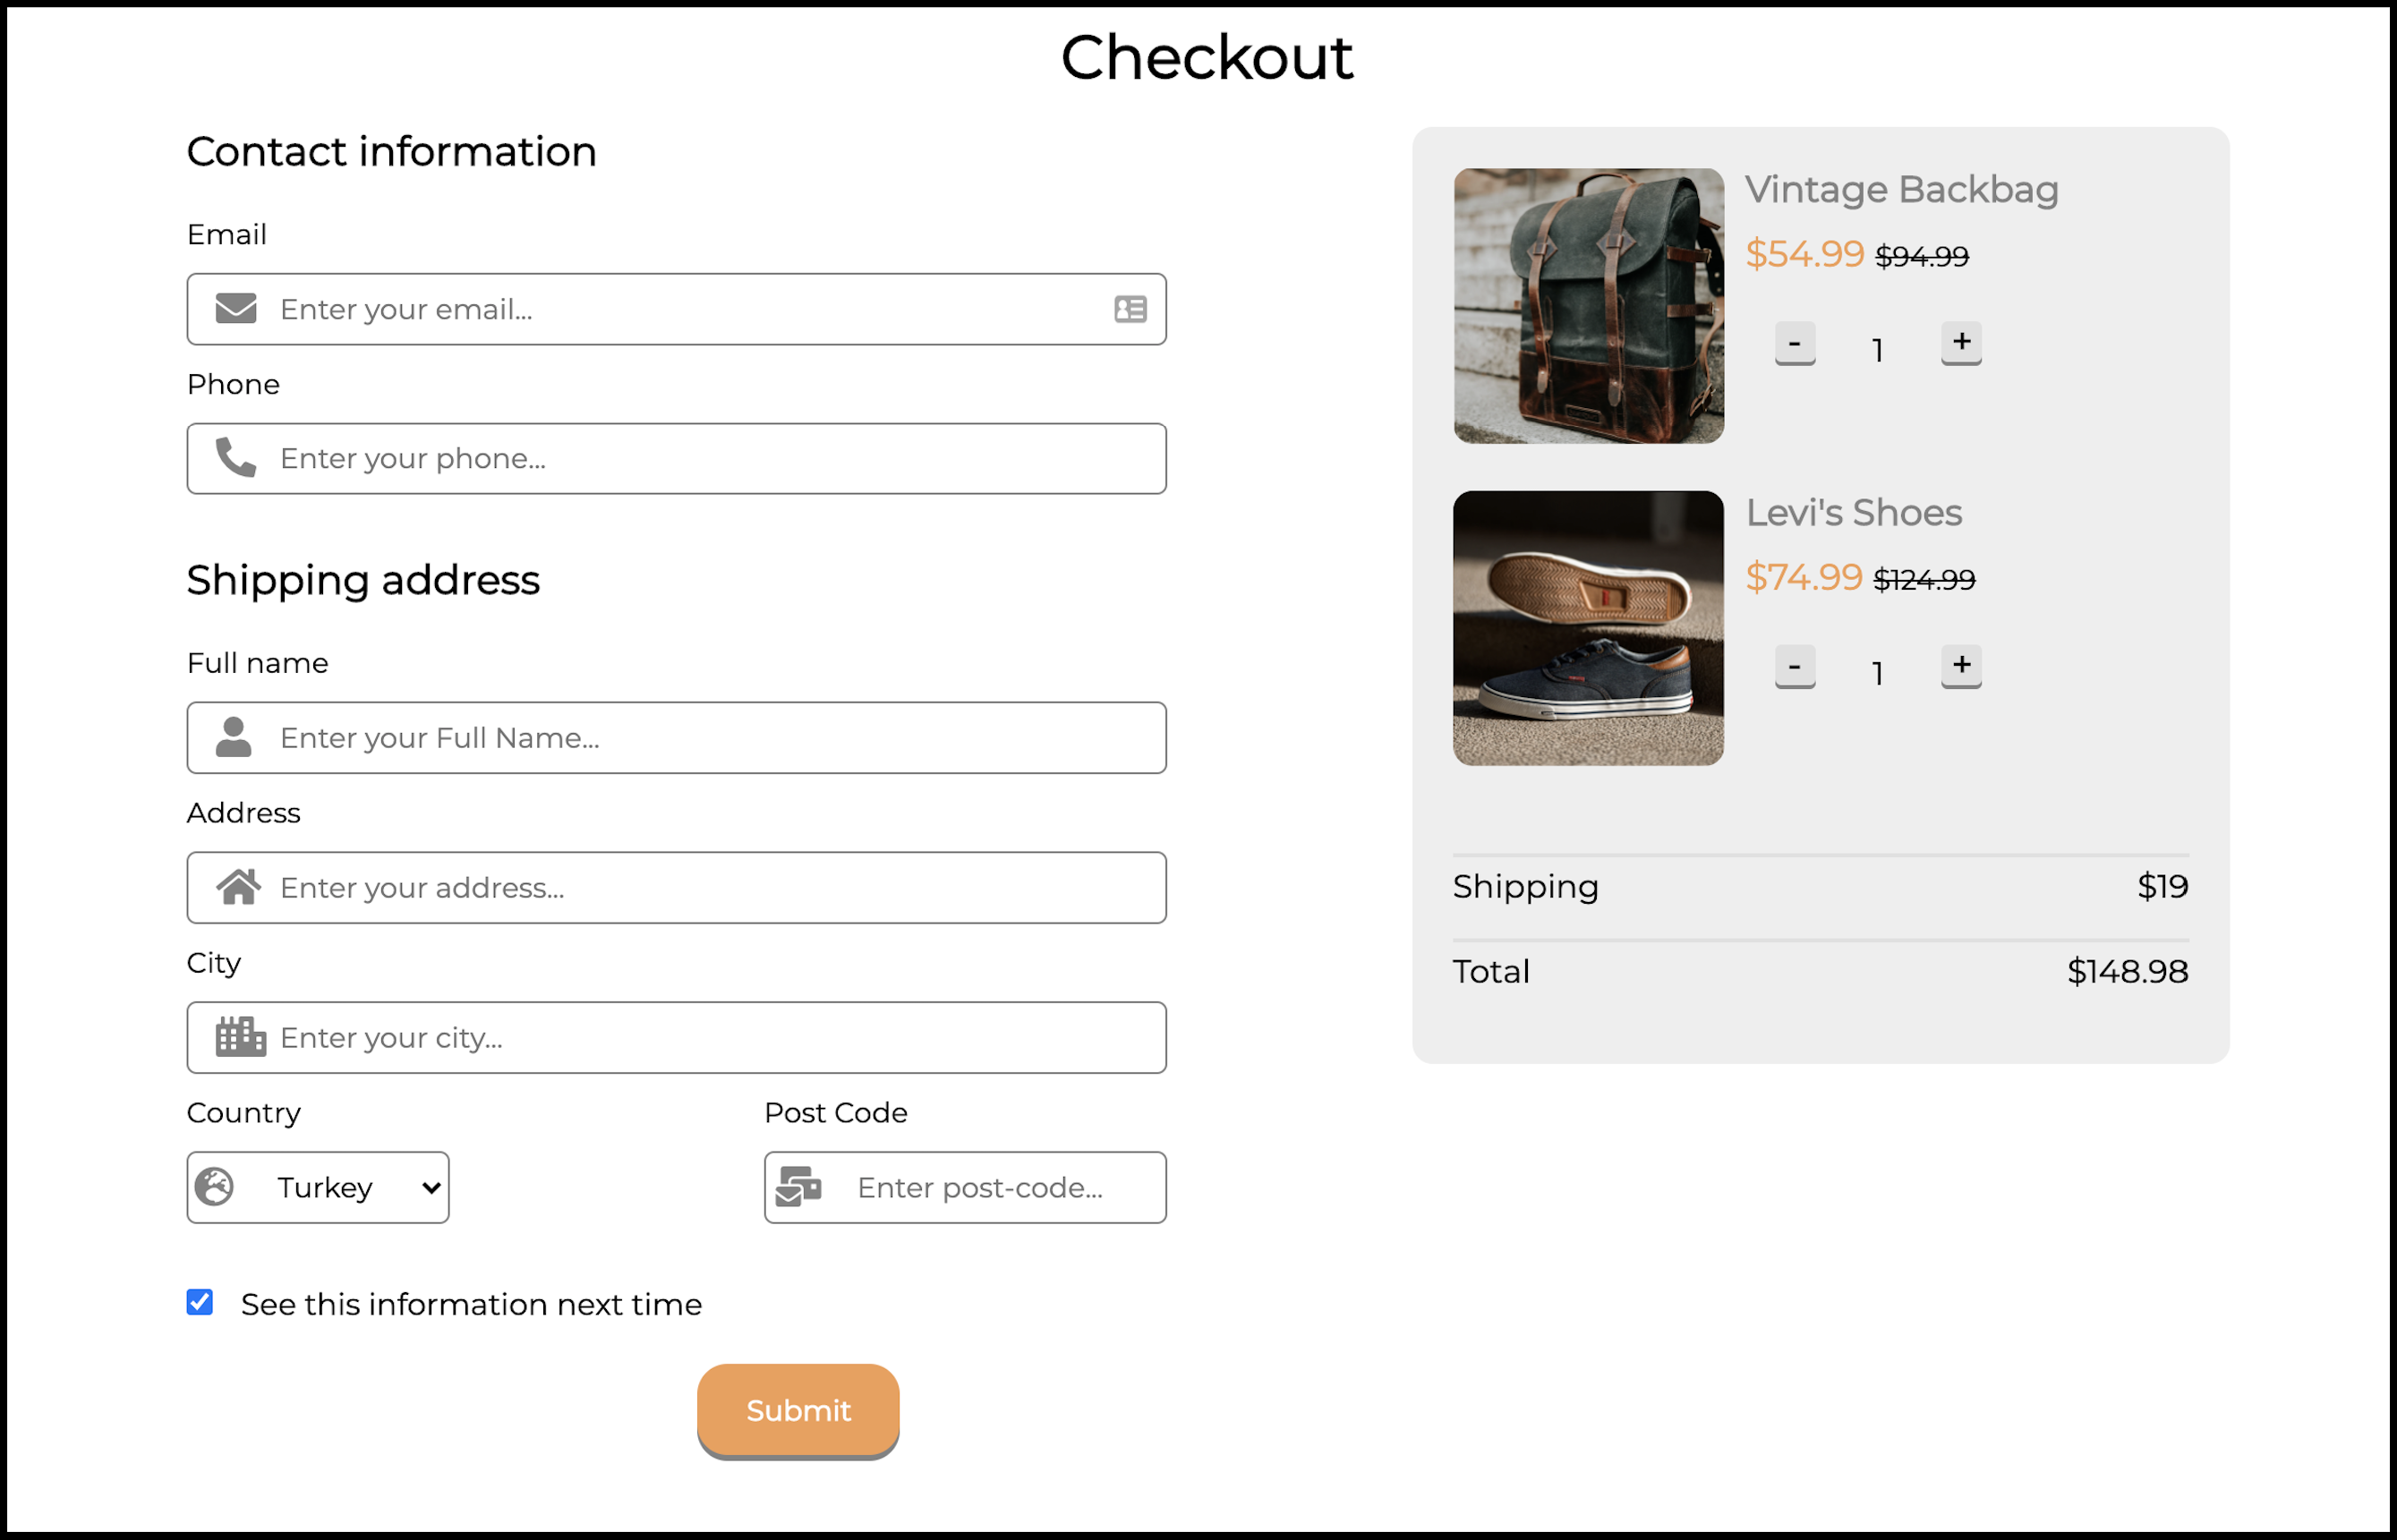 Checkout
Contact information
Email
Enter your email...
Phone
Enter your phone...
Shipping address
Full name
Enter your Full Name...
Address
Enter your address...
City
Enter your city...
Country
Post Code
Turkey
Enter post-code...
See this information next time
Submit
Vintage Backbag
$54.99 $94.99
- 1 +
Levi's Shoes
$74.99 $124.99
- 1 +
Shipping $19
Total $148.98